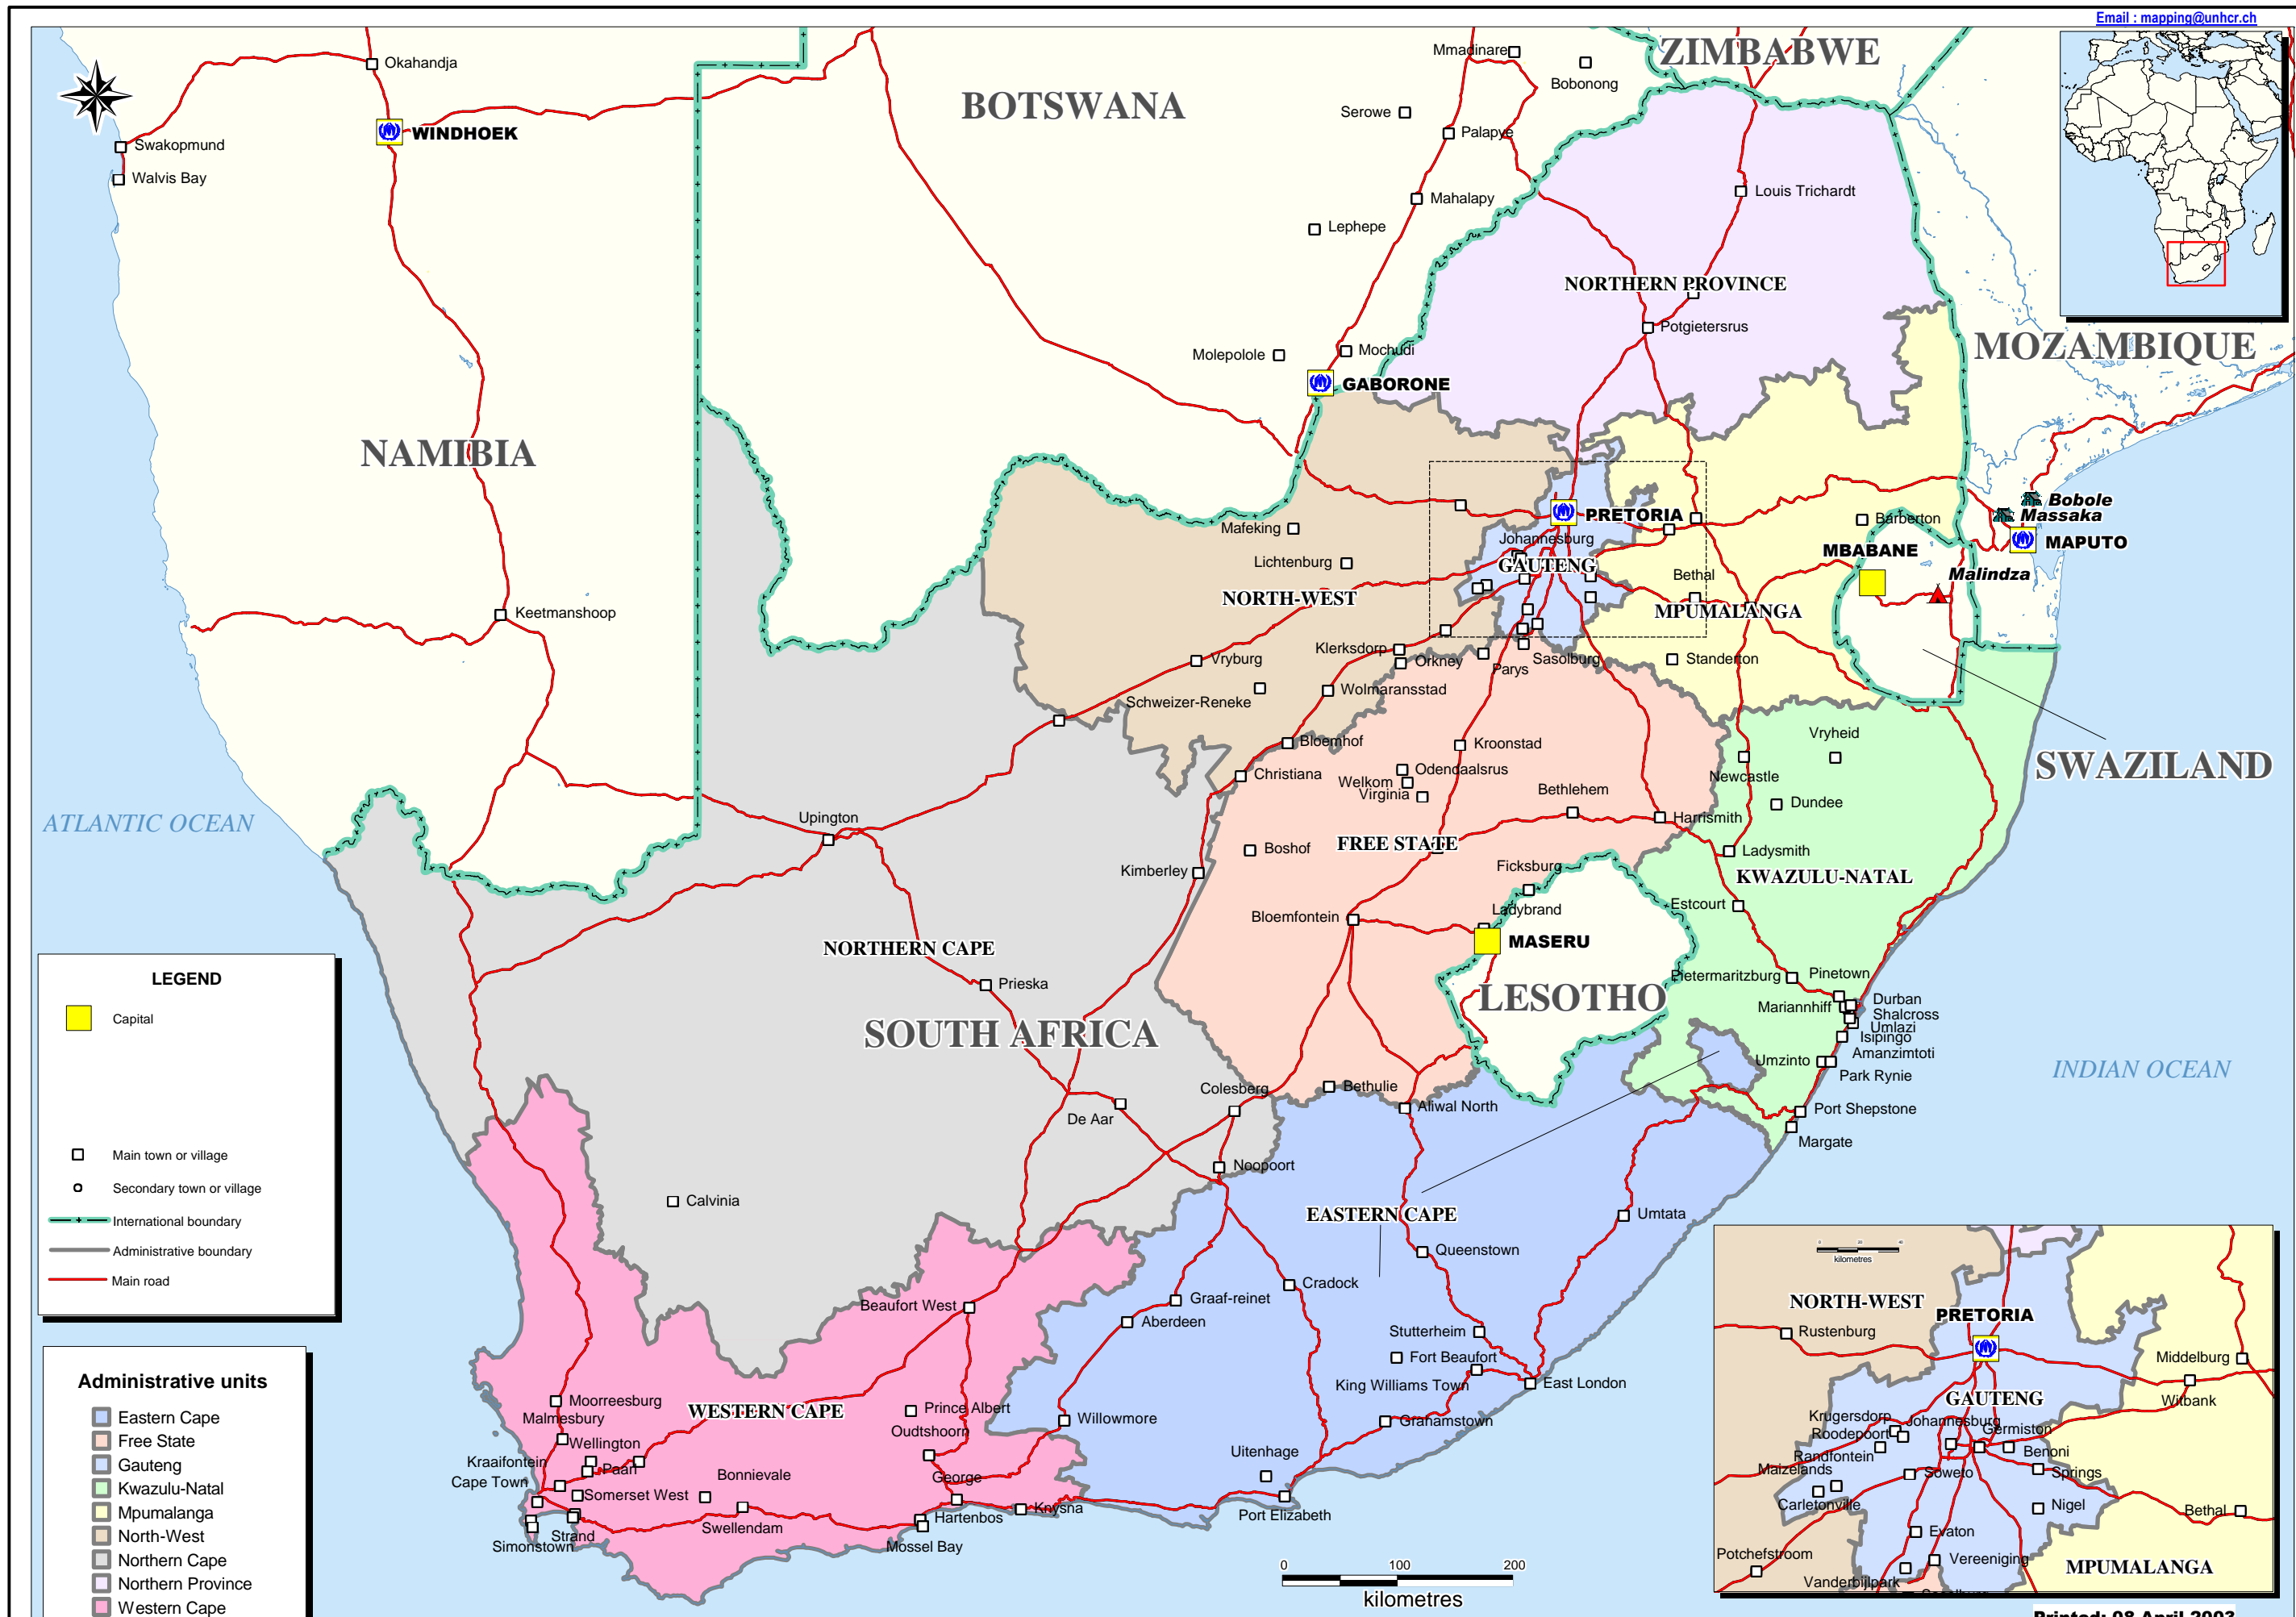 Email : mapping@unhcr.ch
ZIMBABWE
Mmadinare
Okahandja
Bobonong
BOTSWANA
Serowe
WINDHOEK
Palapye
Swakopmund
Walvis Bay
Louis Trichardt
Mahalapy
Lephepe
NORTHERN PROVINCE
Potgietersrus
MOZAMBIQUE
Mochudi
Molepolole
GABORONE
NAMIBIA
Bobole
Massaka
PRETORIA
Barberton
Mafeking
Johannesburg
MAPUTO
MBABANE
Lichtenburg
GAUTENG
Bethal
Malindza
NORTH-WEST
MPUMALANGA
Keetmanshoop
Klerksdorp
Orkney
Parys
Sasolburg
Standerton
Vryburg
Wolmaransstad
Schweizer-Reneke
Vryheid
Bloemhof
Kroonstad
SWAZILAND
Christiana
Odendaalsrus
Welkom
Virginia
Newcastle
Bethlehem
Dundee
ATLANTIC OCEAN
Upington
Harrismith
FREE STATE
Boshof
Ladysmith
Kimberley
Ficksburg
KWAZULU-NATAL
Estcourt
Ladybrand
Bloemfontein
MASERU
NORTHERN CAPE
Pietermaritzburg
Pinetown
Prieska
LESOTHO
Durban
Mariannhiff
Shalcross
Umlazi
SOUTH AFRICA
Isipingo
Amanzimtoti
Umzinto
INDIAN OCEAN
Park Rynie
Bethulie
Colesberg
Aliwal North
Port Shepstone
De Aar
Margate
Noopoort
Calvinia
EASTERN CAPE
Umtata
Queenstown
Cradock
Graaf-reinet
Beaufort West
Aberdeen
Stutterheim
Fort Beaufort
King Williams Town
East London
Moorreesburg
WESTERN CAPE
Prince Albert
Malmesbury
Willowmore
Grahamstown
Oudtshoorn
Wellington
Uitenhage
Kraaifontein
Paarl
Bonnievale
George
Cape Town
Somerset West
Knysna
Port Elizabeth
Hartenbos
Strand
Swellendam
Simonstown
Mossel Bay
LEGEND
Capital
Main town or village
Secondary town or village
International boundary
Administrative boundary
Main road
Administrative units
Eastern Cape
Free State
Gauteng
Kwazulu-Natal
Mpumalanga
North-West
Northern Cape
Northern Province
Western Cape
0 100 200
kilometres
kilometres
NORTH-WEST
PRETORIA
Rustenburg
Middelburg
Witbank
GAUTENG
Krugersdorp
Johannesburg
Roodepoort
Germiston
Benoni
Randfontein
Maizelands
Soweto
Springs
Carletonville
Nigel
Bethal
Evaton
Potchefstroom
Vereeniging
MPUMALANGA
Vanderbijlpark
Printed: 08 April 2003